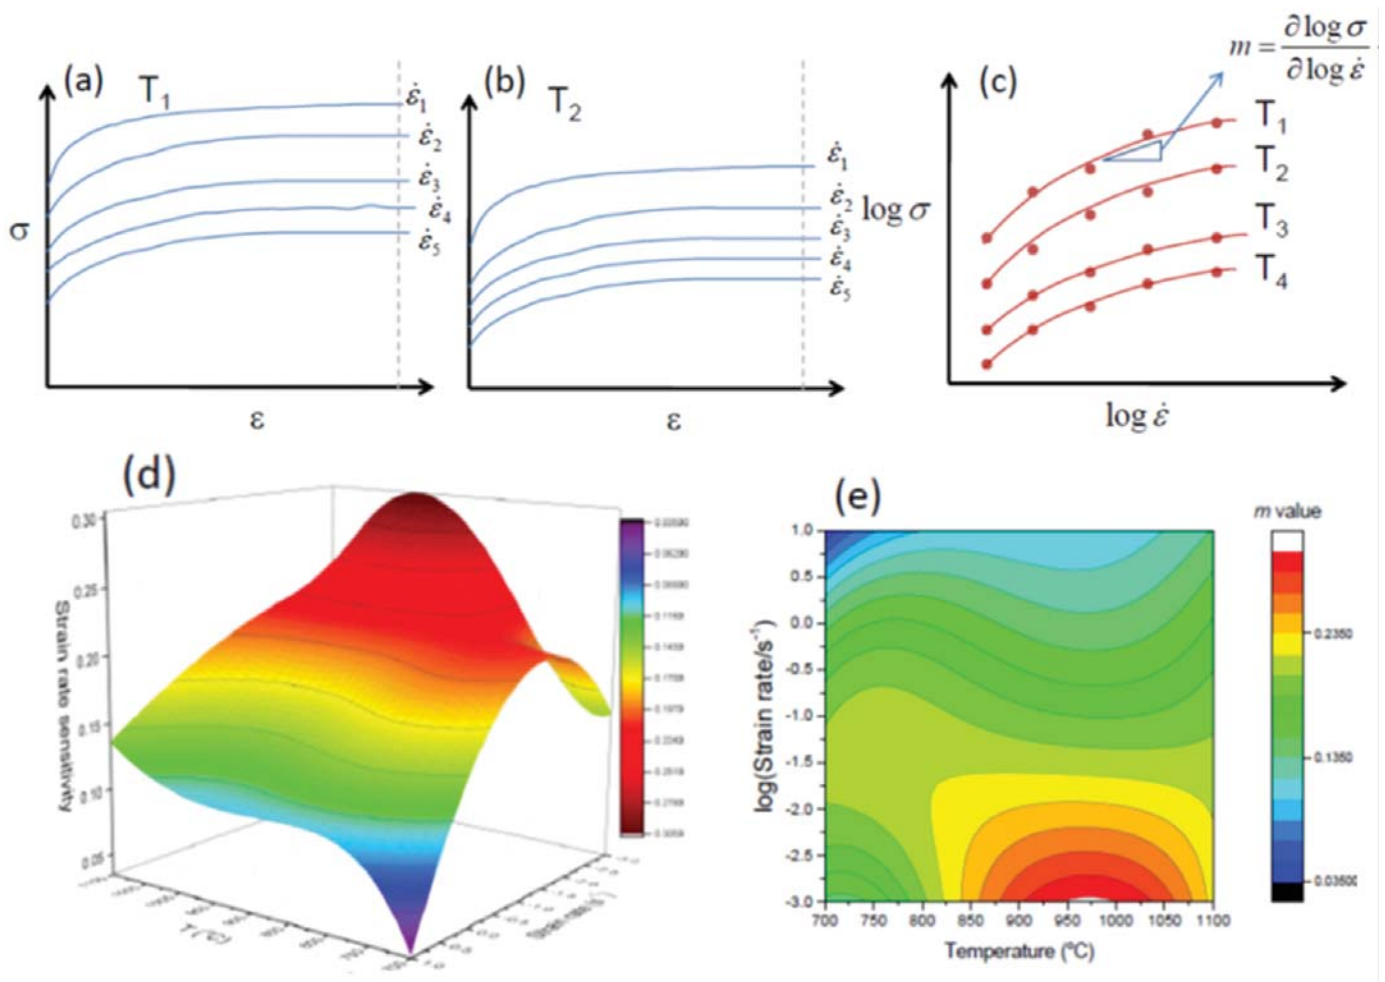 (a)
T1
ε̇1
ε̇2
ε̇3
ε̇4
ε̇5
σ
ε
(b)
T2
ε̇1
ε̇2
ε̇3
ε̇4
ε̇5
ε
(c)
m = ∂ log σ / ∂ log ε̇
T1
T2
T3
T4
log σ
log ε̇
(d)
0.30
0.25
0.20
0.15
0.10
0.05
Strain rate sensitivity
T (°C)
Strain rate
(e)
m value
1.0
0.5
0.0
-0.5
-1.0
-1.5
-2.0
-2.5
-3.0
log(Strain rate/s⁻¹)
700 750 800 850 900 950 1000 1050 1100
Temperature (°C)
0.2350
0.1350
0.03500